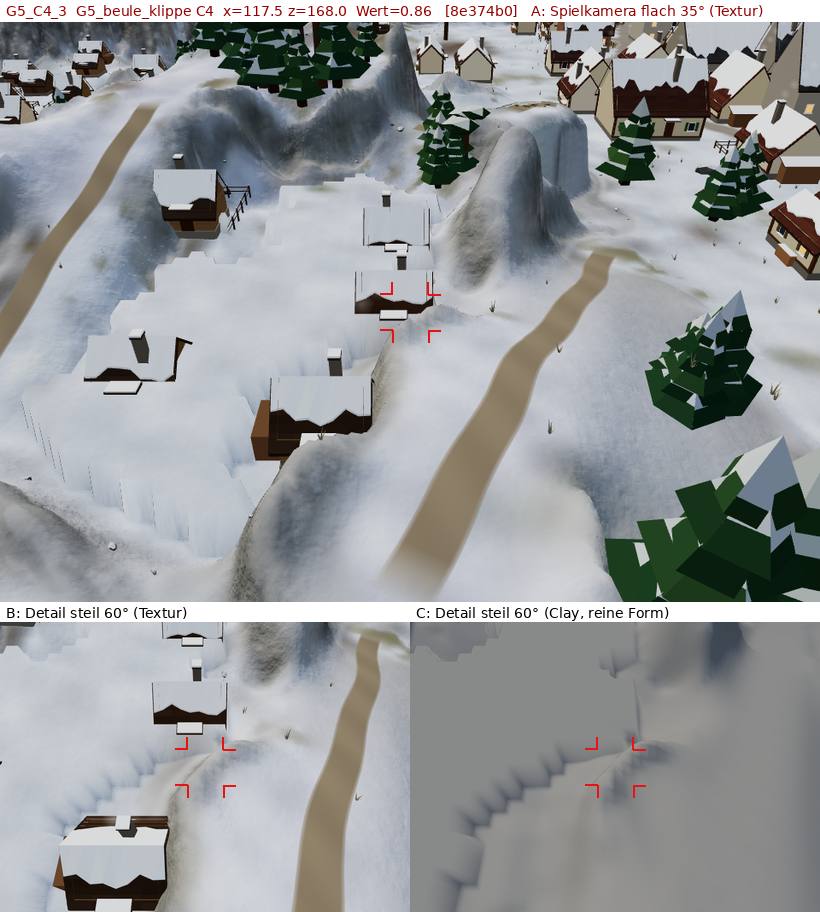 G5_C4_3  G5_beule_klippe C4  x=117.5 z=168.0  Wert=0.86   [8e374b0]   A: Spielkamera flach 35° (Textur)
B: Detail steil 60° (Textur)
C: Detail steil 60° (Clay, reine Form)